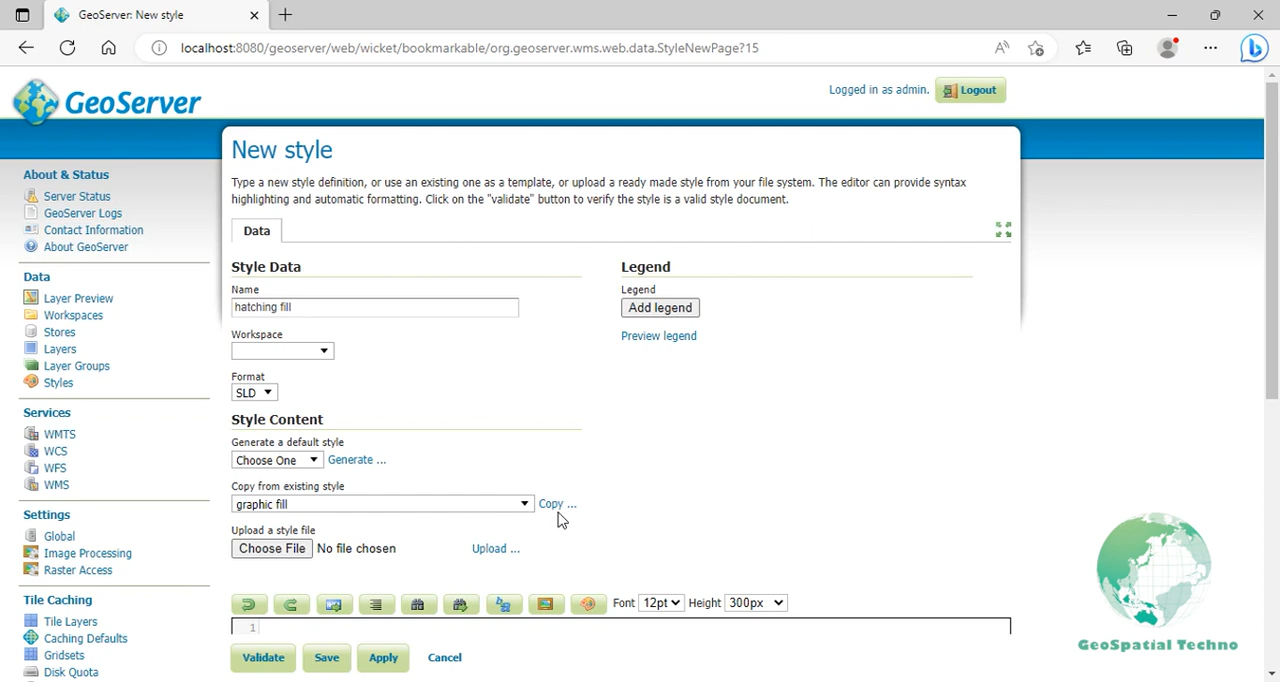 GeoServer: New style
localhost:8080/geoserver/web/wicket/bookmarkable/org.geoserver.wms.web.data.StyleNewPage?15
GeoServer
Logged in as admin.
Logout
About & Status
Server Status
GeoServer Logs
Contact Information
About GeoServer
Data
Layer Preview
Workspaces
Stores
Layers
Layer Groups
Styles
Services
WMTS
WCS
WFS
WMS
Settings
Global
Image Processing
Raster Access
Tile Caching
Tile Layers
Caching Defaults
Gridsets
Disk Quota
New style
Type a new style definition, or use an existing one as a template, or upload a ready made style from your file system. The editor can provide syntax
highlighting and automatic formatting. Click on the "validate" button to verify the style is a valid style document.
Data
Style Data
Name
hatching fill
Workspace
Format
SLD
Style Content
Generate a default style
Choose One Generate ...
Copy from existing style
graphic fill Copy ...
Upload a style file
Choose File No file chosen Upload ...
Legend
Legend
Add legend
Preview legend
Font 12pt Height 300px
1
Validate Save Apply Cancel
GeoSpatial Techno